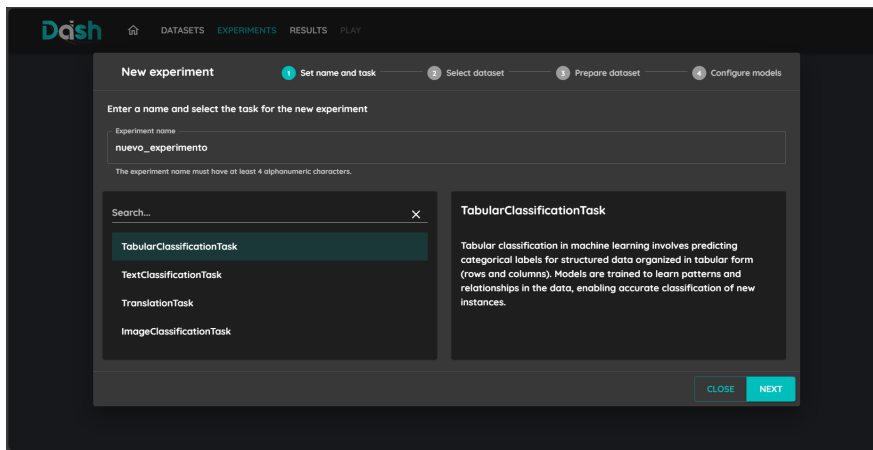 Dash DATASETS EXPERIMENTS RESULTS PLAY
New experiment 1 Set name and task 2 Select dataset 3 Prepare dataset 4 Configure models
Enter a name and select the task for the new experiment
Experiment name
nuevo_experimento
The experiment name must have at least 4 alphanumeric characters.
Search...
TabularClassificationTask
TextClassificationTask
TranslationTask
ImageClassificationTask
TabularClassificationTask
Tabular classification in machine learning involves predicting
categorical labels for structured data organized in tabular form
(rows and columns). Models are trained to learn patterns and
relationships in the data, enabling accurate classification of new
instances.
CLOSE NEXT